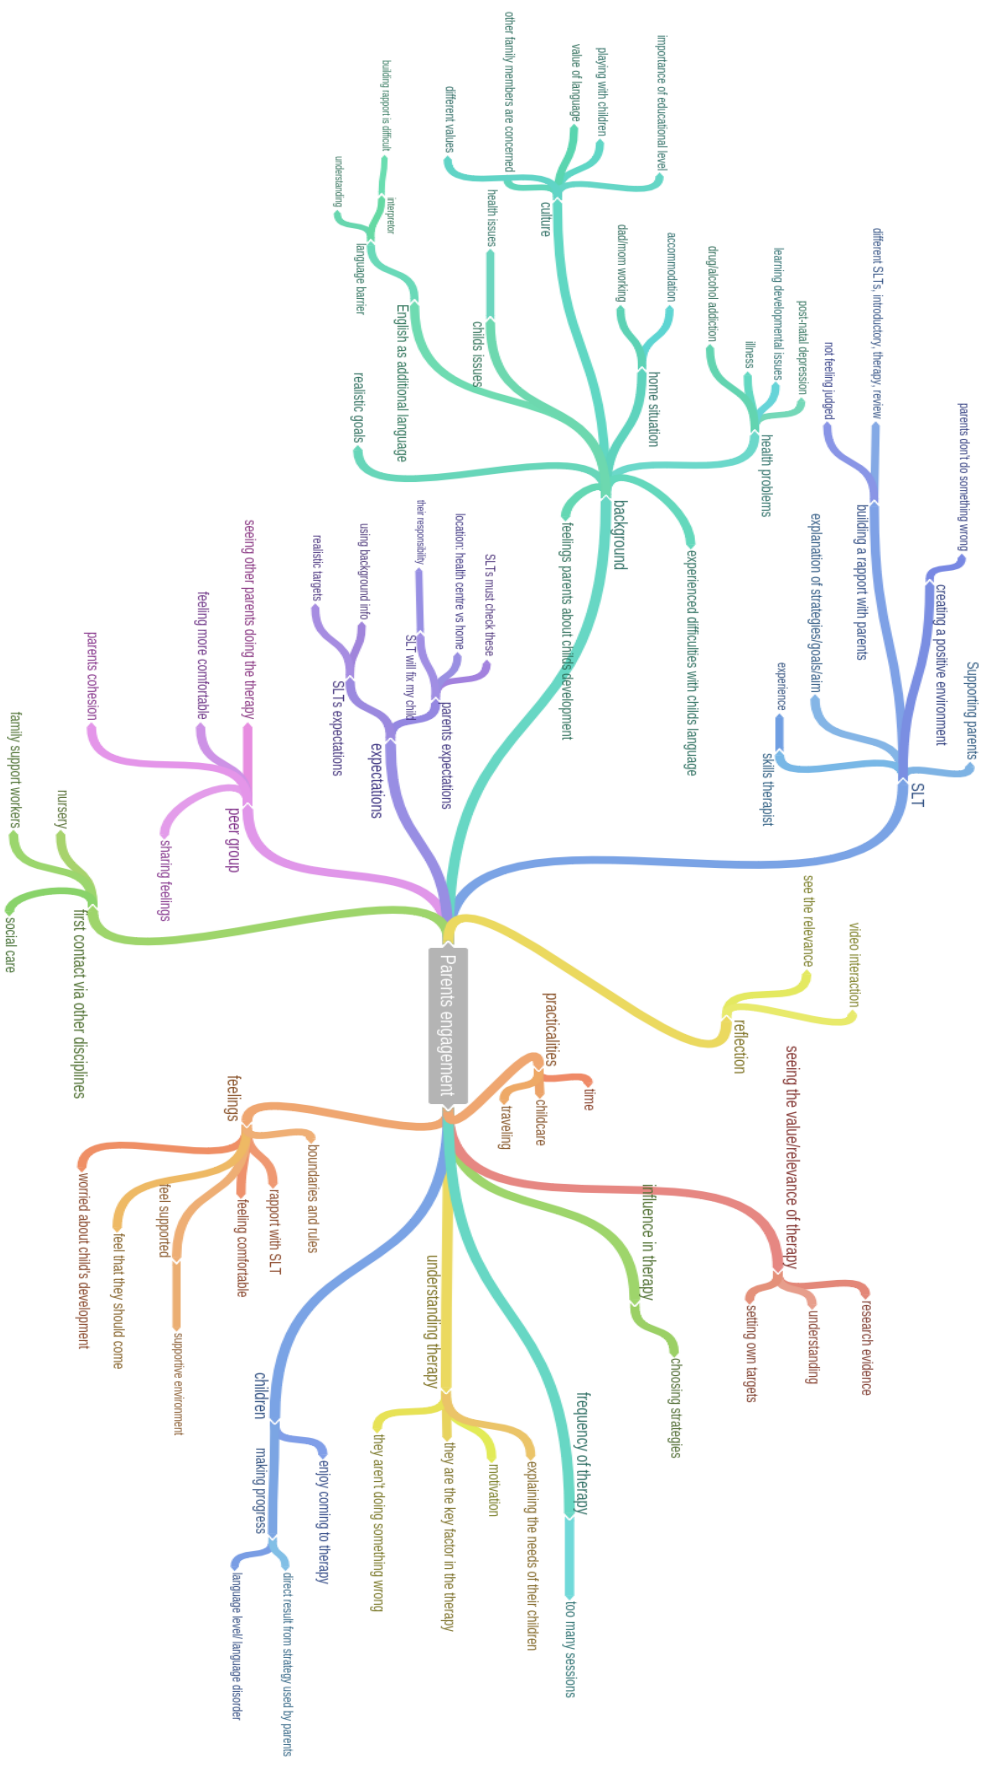 Parents engagement
SLT
Supporting parents
creating a positive environment
parents don't do something wrong
building a rapport with parents
different SLTs, introductory, therapy, review
not feeling judged
explanation of strategies/goals/aim
skills therapist
experience
background
experienced difficulties with childs language
health problems
post-natal depression
learning developmental issues
illness
drug/alcohol addiction
home situation
accommodation
dad/mom working
culture
importance of educational level
playing with children
value of language
other family members are concerned
different values
childs issues
health issues
English as additional language
language barrier
interpretor
building rapport is difficult
understanding
realistic goals
feelings parents about childs development
expectations
parents expectations
SLTs must check these
location: health centre vs home
SLT will fix my child
their responsibility
SLTs expectations
using background info
realistic targets
peer group
seeing other parents doing the therapy
feeling more comfortable
parents cohesion
sharing feelings
first contact via other disciplines
nursery
family support workers
social care
reflection
video interaction
see the relevance
practicalities
time
childcare
traveling
seeing the value/relevance of therapy
research evidence
understanding
setting own targets
influence in therapy
choosing strategies
frequency of therapy
too many sessions
understanding therapy
explaining the needs of their children
motivation
they are the key factor in the therapy
they aren't doing something wrong
children
enjoy coming to therapy
making progress
direct result from strategy used by parents
language level/ language disorder
feelings
boundaries and rules
rapport with SLT
feeling comfortable
feel supported
supportive environment
feel that they should come
worried about child's development